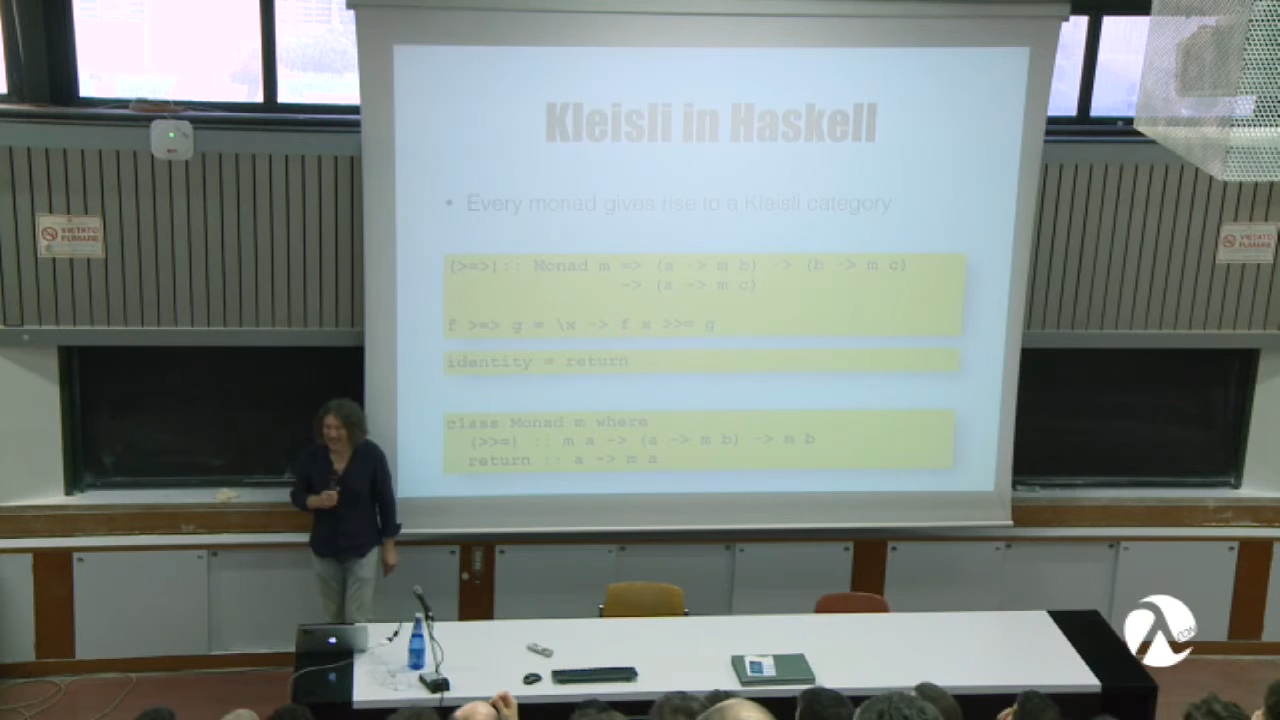 Kleisli in Haskell
• Every monad gives rise to a Kleisli category
(>=>):: Monad m => (a -> m b) -> (b -> m c)
-> (a -> m c)
f >=> g = \x -> f x >>= g
identity = return
class Monad m where
(>>=) :: m a -> (a -> m b) -> m b
return :: a -> m a
VIETATO
FUMARE
VIETATO
FUMARE
λ.COM